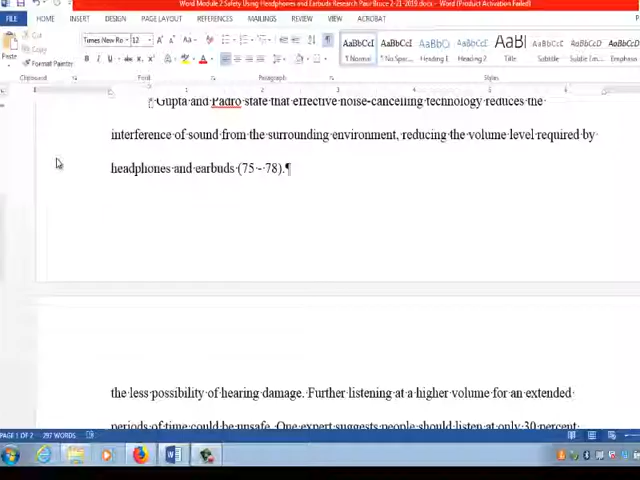 Word Module 2 Safety Using Headphones and Earbuds Research Paper Bruce 2-21-2019.docx - Word (Product Activation Failed)
FILE HOME INSERT DESIGN PAGE LAYOUT REFERENCES MAILINGS REVIEW VIEW ACROBAT
Cut
Copy
Paste
Format Painter
Times New Ro 12
AaBbCcI AaBbCcI AaBbCc AaBbCcI AaBl AaBbCcD AaBbCcD
¶ Normal ¶ No Spac... Heading 1 Heading 2 Title Subtitle Subtle Em... Emphasis
Clipboard Font Paragraph Styles
Gupta and Padro state that effective noise-cancelling technology reduces the
interference of sound from the surrounding environment, reducing the volume level required by
headphones and earbuds (75 - 78).¶
the less possibility of hearing damage. Further listening at a higher volume for an extended
periods of time could be unsafe. One expert suggests people should listen at only 30 percent
PAGE 1 OF 2 297 WORDS